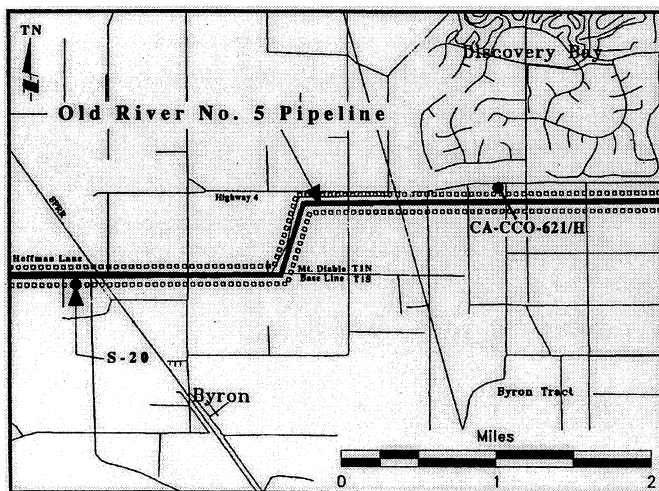 TN
Discovery Bay
Old River No. 5 Pipeline
SPRR
Highway 4
CA-CCO-621/H
Hoffman Lane
Mt. Diablo T1N
Base Line T1S
S-20
Byron
Byron Tract
Miles
0 1 2